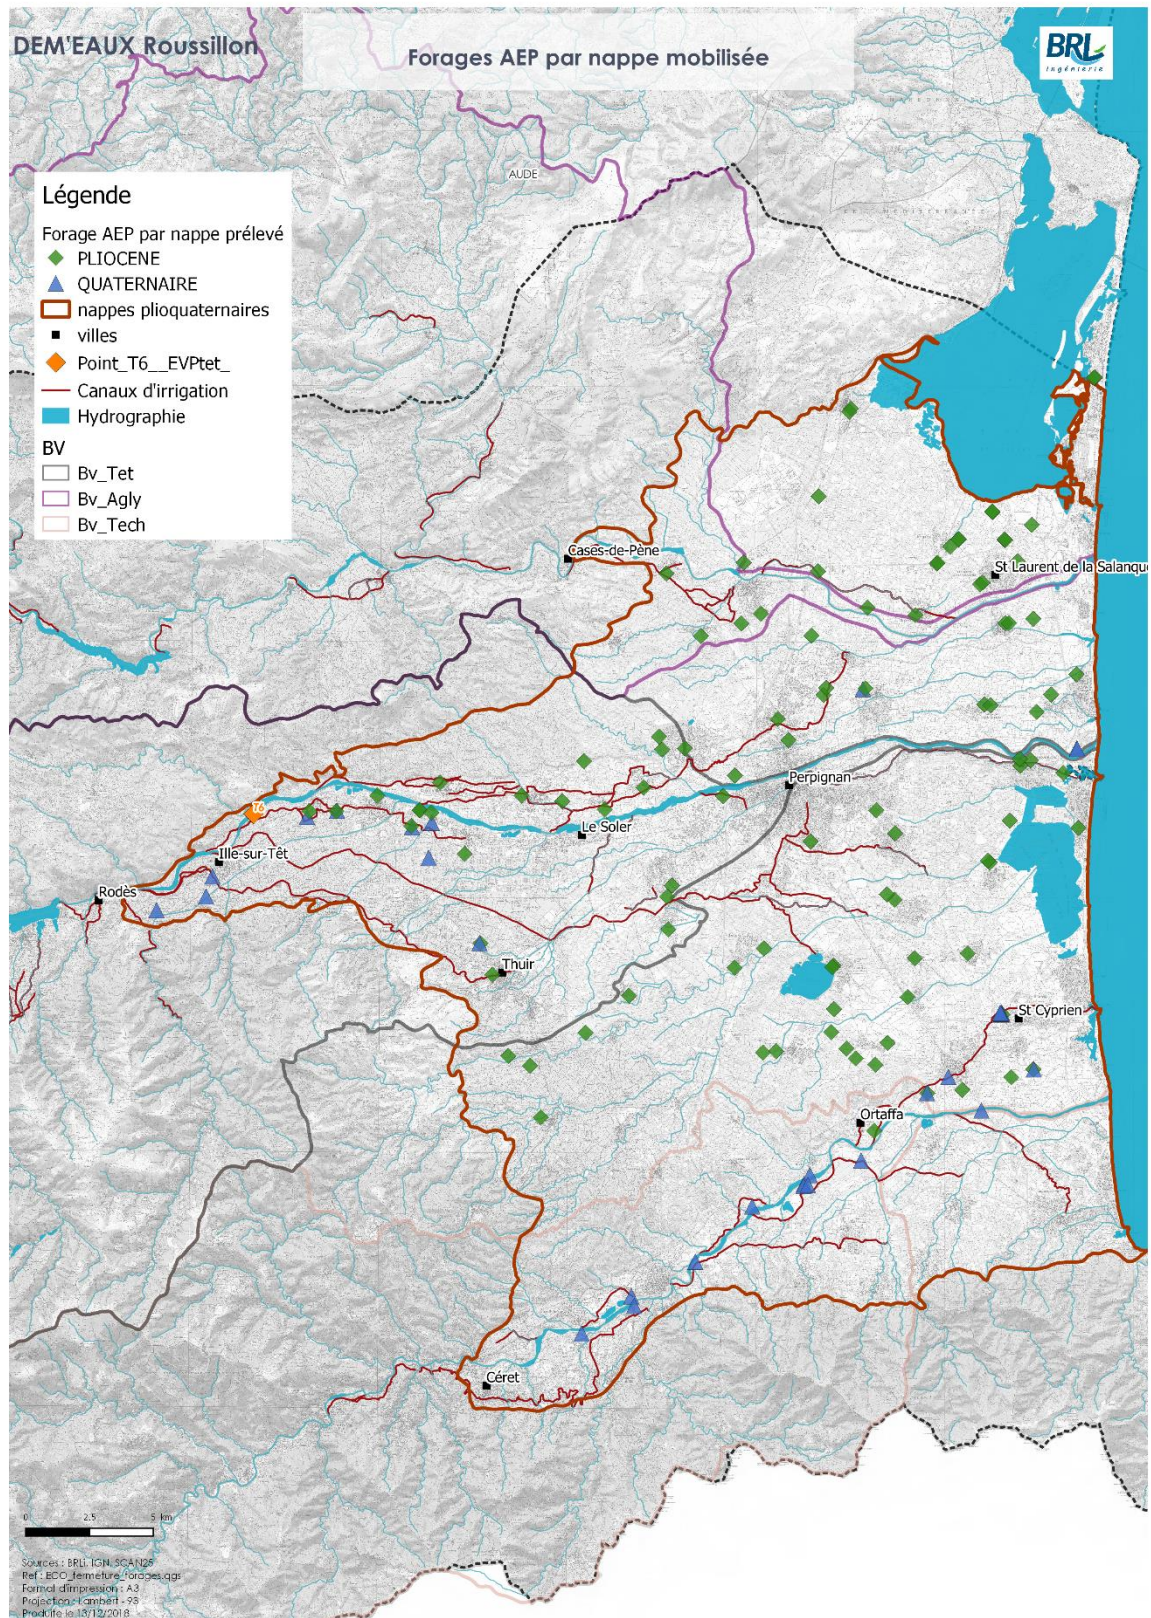 DEM'EAUX Roussillon
Forages AEP par nappe mobilisée
BRL
Ingénierie
AUDE
Légende
Forage AEP par nappe prélevé
PLIOCENE
QUATERNAIRE
nappes plioquaternaires
villes
Point_T6__EVPtet_
Canaux d'irrigation
Hydrographie
BV
Bv_Tet
Bv_Agly
Bv_Tech
Cases-de-Pène
St Laurent de la Salanque
Perpignan
T6
Le Soler
Ille-sur-Têt
Rodès
Thuir
St Cyprien
Ortaffa
Céret
0 2.5 5 km
Sources : BRLi, IGN, SCAN25
Ref : ECO_fermeture_forages.qgs
Format d'impression : A3
Projection : Lambert - 93
Produite le 13/12/2018